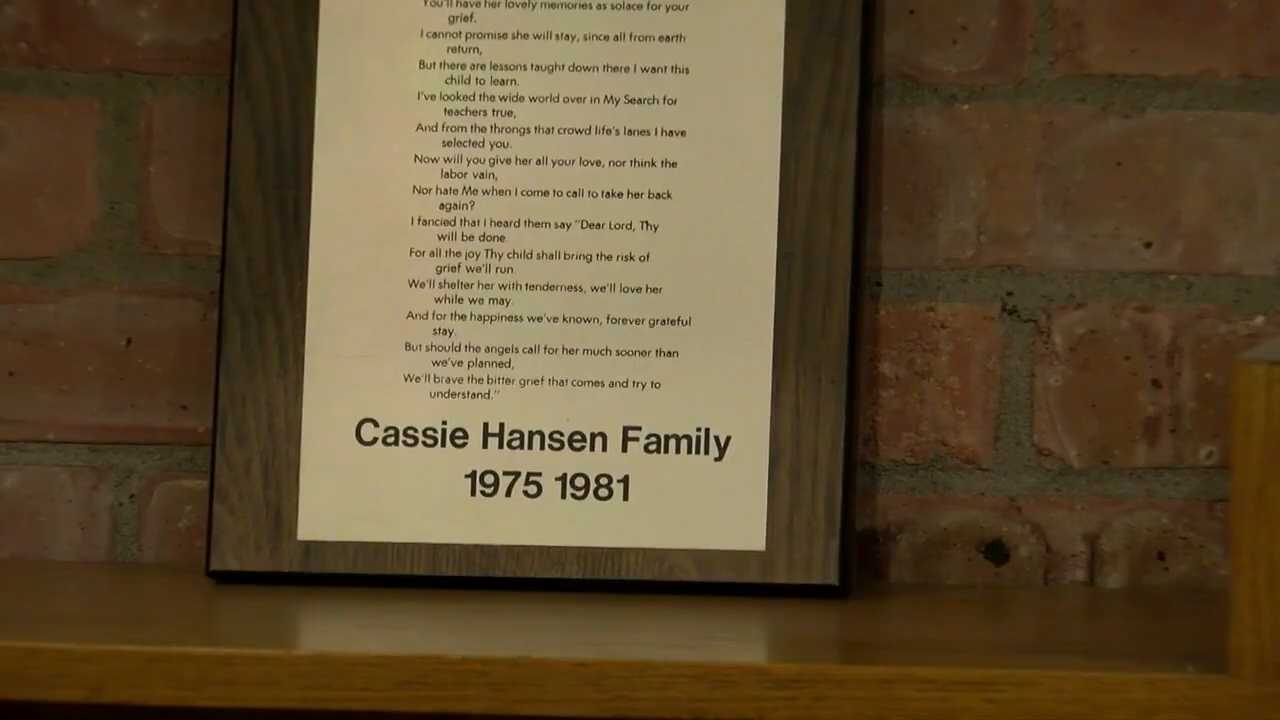 You'll have her lovely memories as solace for your
grief.
I cannot promise she will stay, since all from earth
return,
But there are lessons taught down there I want this
child to learn.
I've looked the wide world over in My Search for
teachers true,
And from the throngs that crowd life's lanes I have
selected you.
Now will you give her all your love, nor think the
labor vain,
Nor hate Me when I come to call to take her back
again?
I fancied that I heard them say "Dear Lord, Thy
will be done.
For all the joy Thy child shall bring the risk of
grief we'll run.
We'll shelter her with tenderness, we'll love her
while we may.
And for the happiness we've known, forever grateful
stay.
But should the angels call for her much sooner than
we've planned,
We'll brave the bitter grief that comes and try to
understand."
Cassie Hansen Family
1975 1981